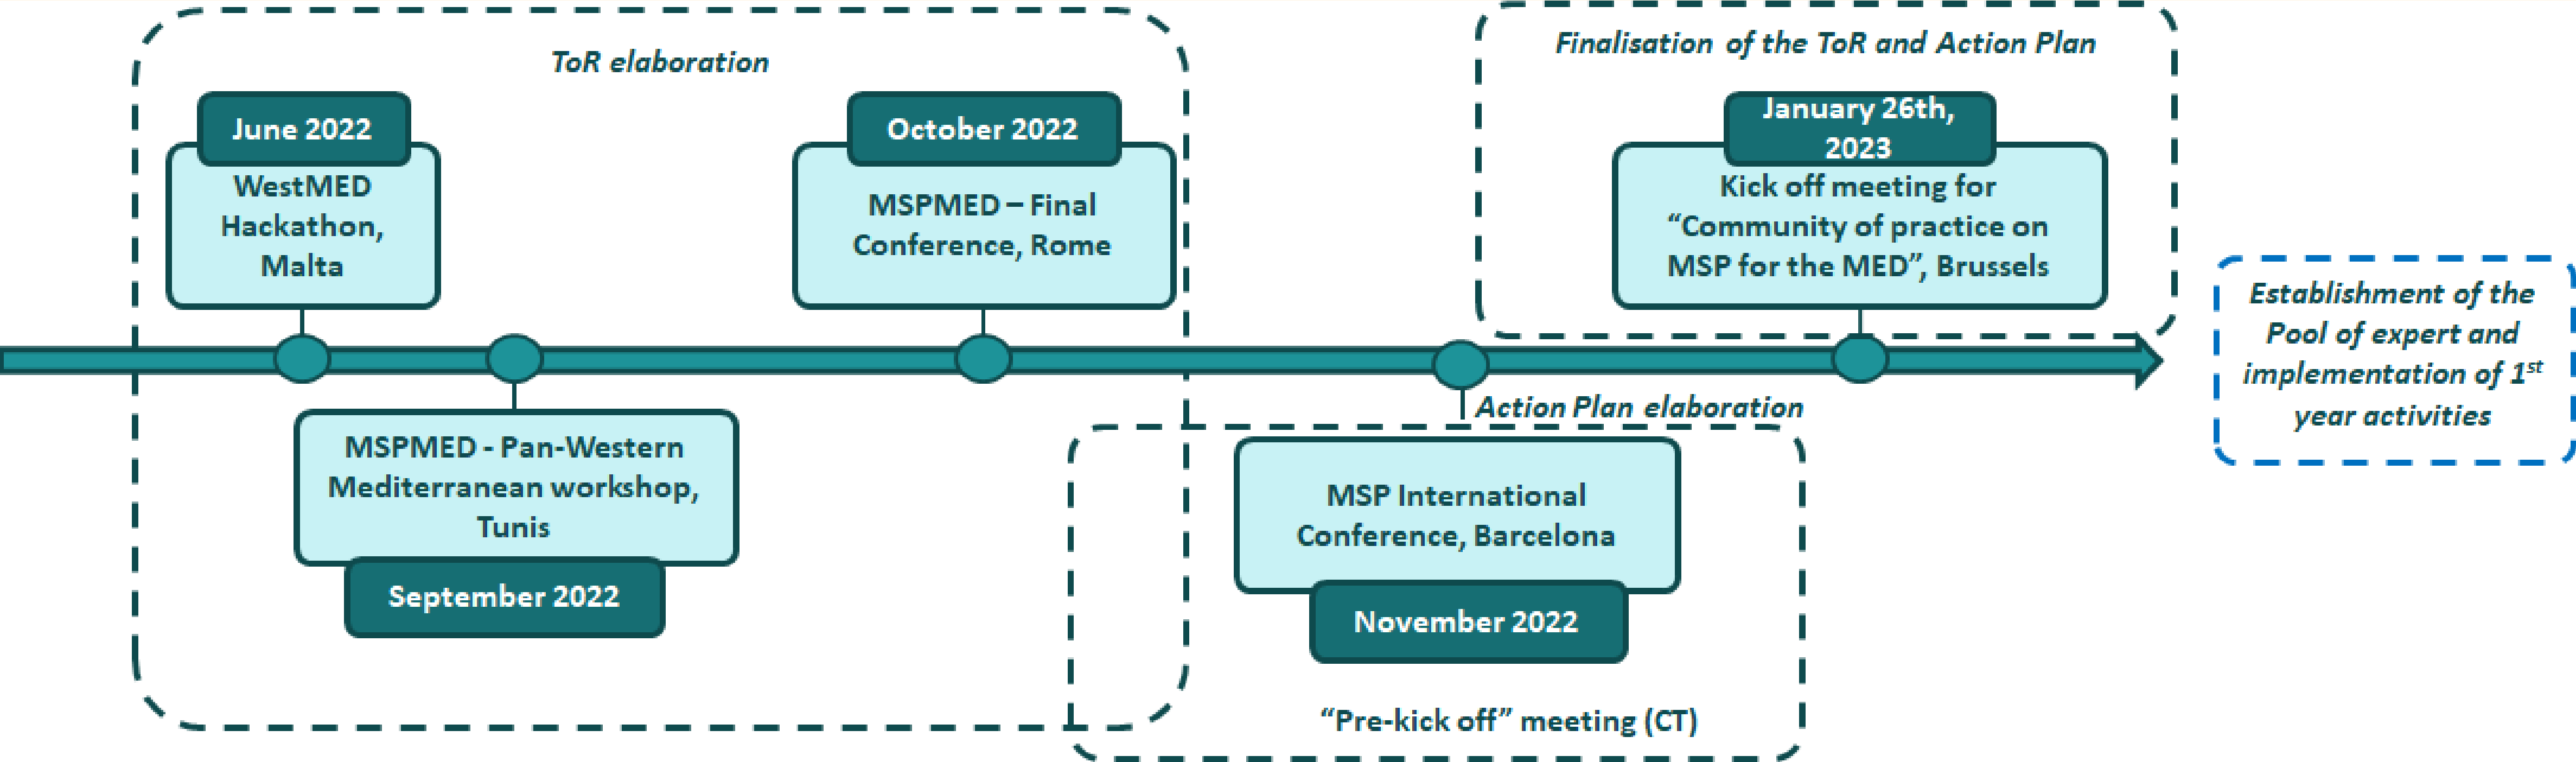 ToR elaboration
June 2022
WestMED
Hackathon,
Malta
October 2022
MSPMED – Final
Conference, Rome
MSPMED - Pan-Western
Mediterranean workshop,
Tunis
September 2022
Finalisation of the ToR and Action Plan
January 26th,
2023
Kick off meeting for
“Community of practice on
MSP for the MED”, Brussels
Action Plan elaboration
MSP International
Conference, Barcelona
November 2022
“Pre-kick off” meeting (CT)
Establishment of the
Pool of expert and
implementation of 1st
year activities